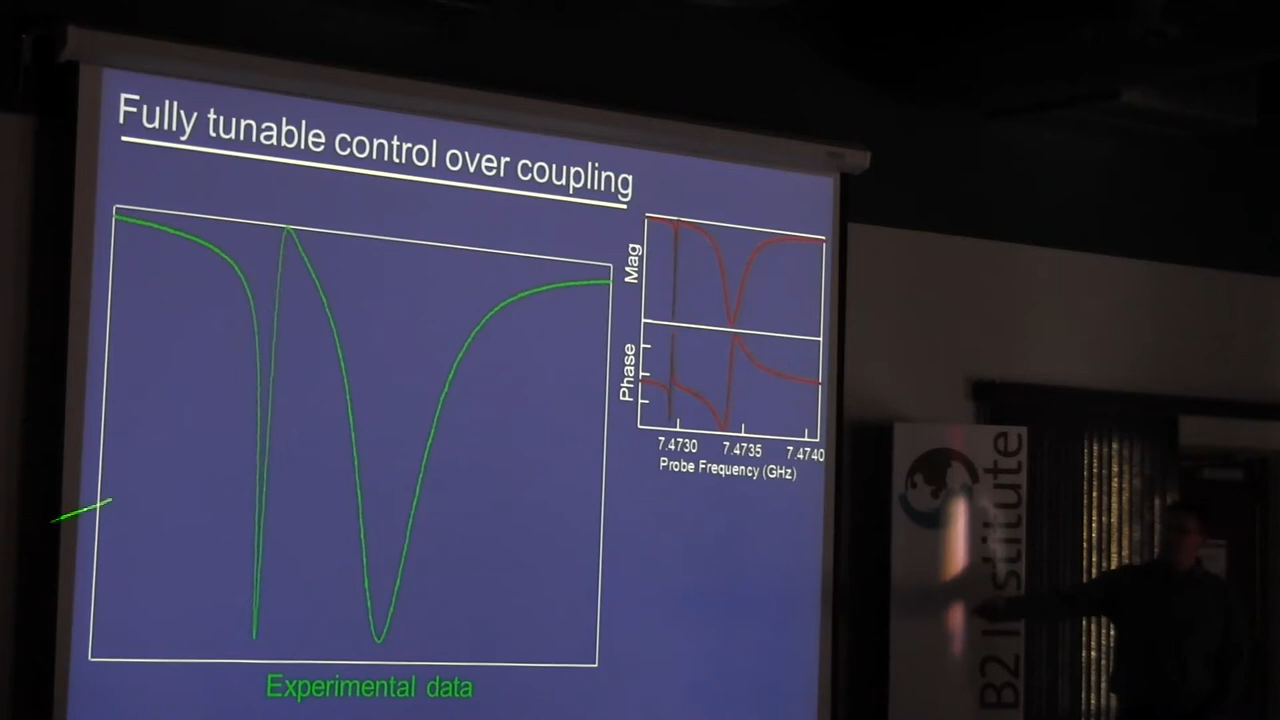 Fully tunable control over coupling
Mag
Phase
7.4730 7.4735 7.4740
Probe Frequency (GHz)
Experimental data
B2 Institute